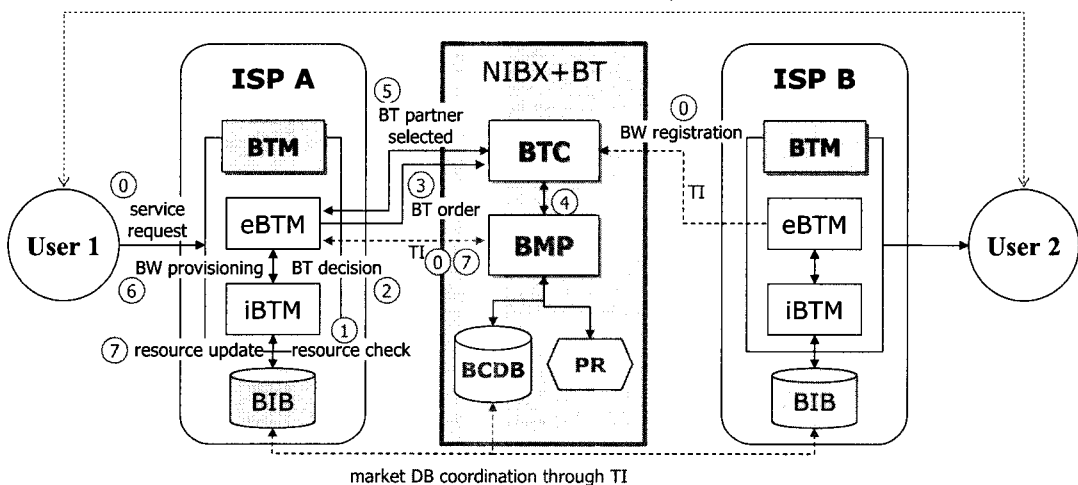 ISP A
NIBX+BT
ISP B
⑤
BT partner
selected
⓪
BW registration
BTM
BTC
BTM
⓪
service
request
③
BT order
④
TI
User 1
eBTM
BMP
eBTM
User 2
TI
⓪ ⑦
BW provisioning
BT decision
⑥
②
iBTM
①
iBTM
⑦ resource update
resource check
BCDB
PR
BIB
BIB
market DB coordination through TI